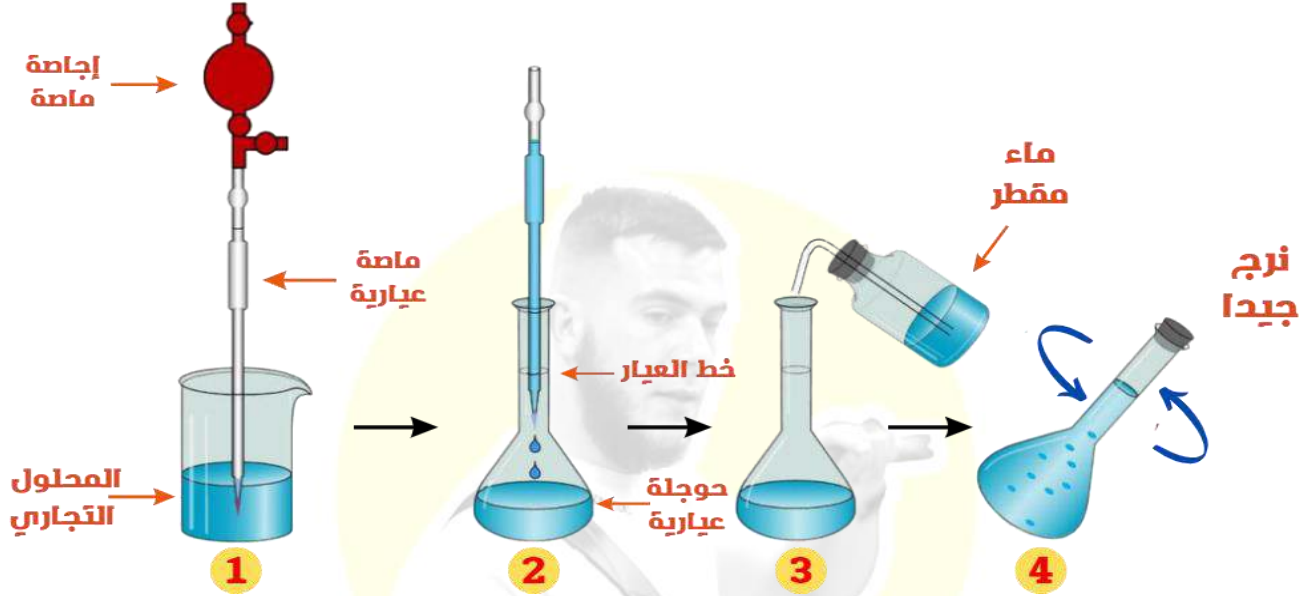 إجاصة
ماصة
ماصة
عيارية
المحلول
التجاري
1
خط العيار
حوجلة
عيارية
2
ماء
مقطر
3
نرج
جيدا
4